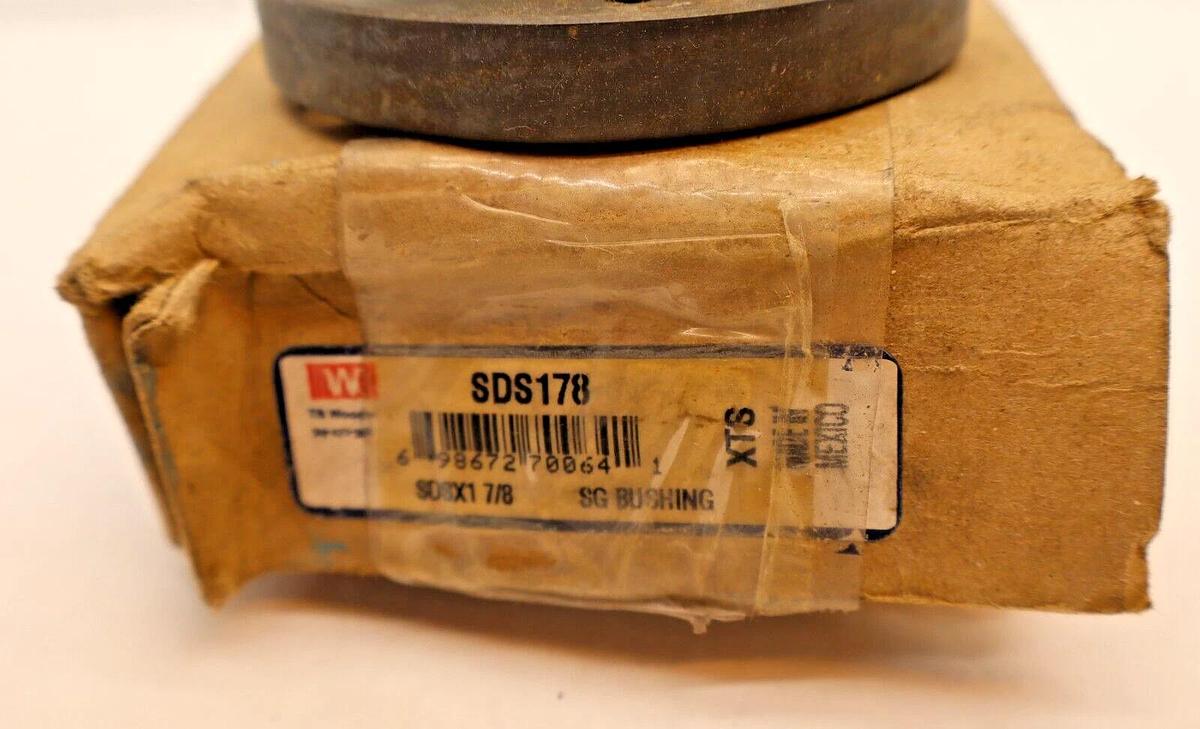 W
SDS178
6 98672 70064 1
SDSX1 7/8 SG BUSHING
XTS
MADE IN
MEXICO